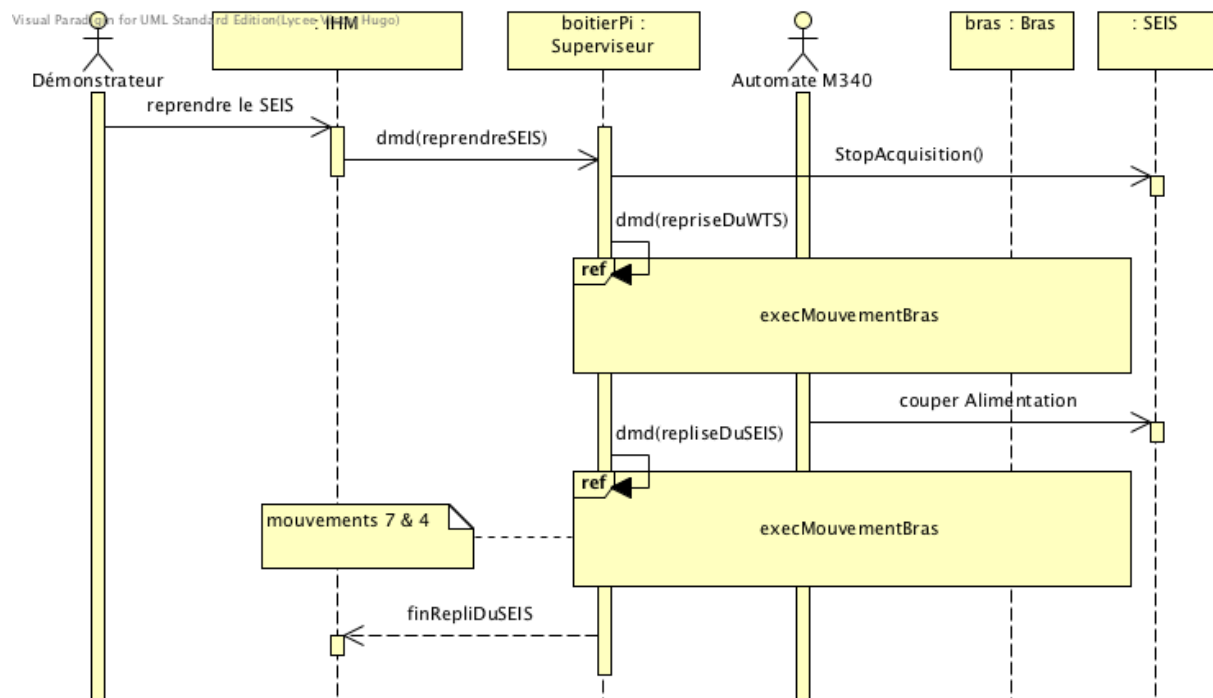 Visual Paradigm for UML Standard Edition(Lycee Victor Hugo)
: IHM
boitierPi :
Superviseur
bras : Bras
: SEIS
Démonstrateur
Automate M340
reprendre le SEIS
dmd(reprendreSEIS)
StopAcquisition()
dmd(repriseDuWTS)
ref
execMouvementBras
couper Alimentation
dmd(repliseDuSEIS)
ref
mouvements 7 & 4
execMouvementBras
finRepliDuSEIS